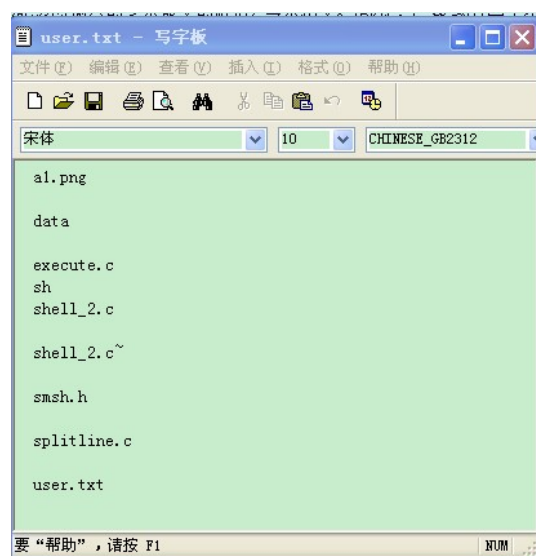 user.txt - 写字板
文件(F) 编辑(E) 查看(V) 插入(I) 格式(O) 帮助(H)
宋体 10 CHINESE_GB2312
a1.png
data
execute.c
sh
shell_2.c
shell_2.c~
smsh.h
splitline.c
user.txt
要“帮助”,请按 F1 NUM